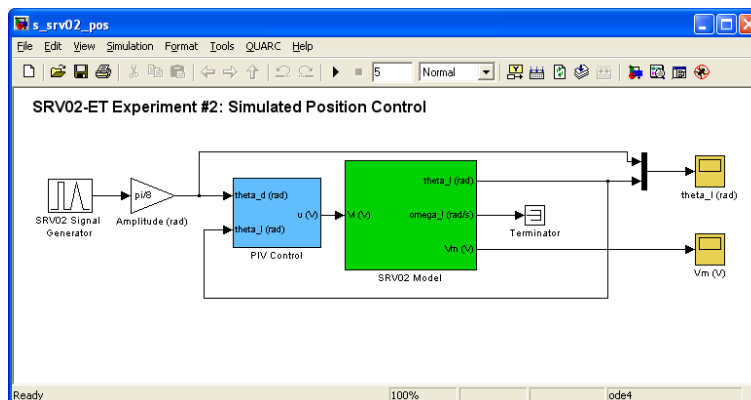 s_srv02_pos
File Edit View Simulation Format Tools QUARC Help
5 Normal
SRV02-ET Experiment #2: Simulated Position Control
SRV02 Signal
Generator
pi/8
Amplitude (rad)
theta_d (rad)
theta_l (rad)
u (V)
PIV Control
Vi (V)
theta_l (rad)
omega_l (rad/s)
Vm (V)
SRV02 Model
Terminator
theta_l (rad)
Vm (V)
Ready 100% ode4